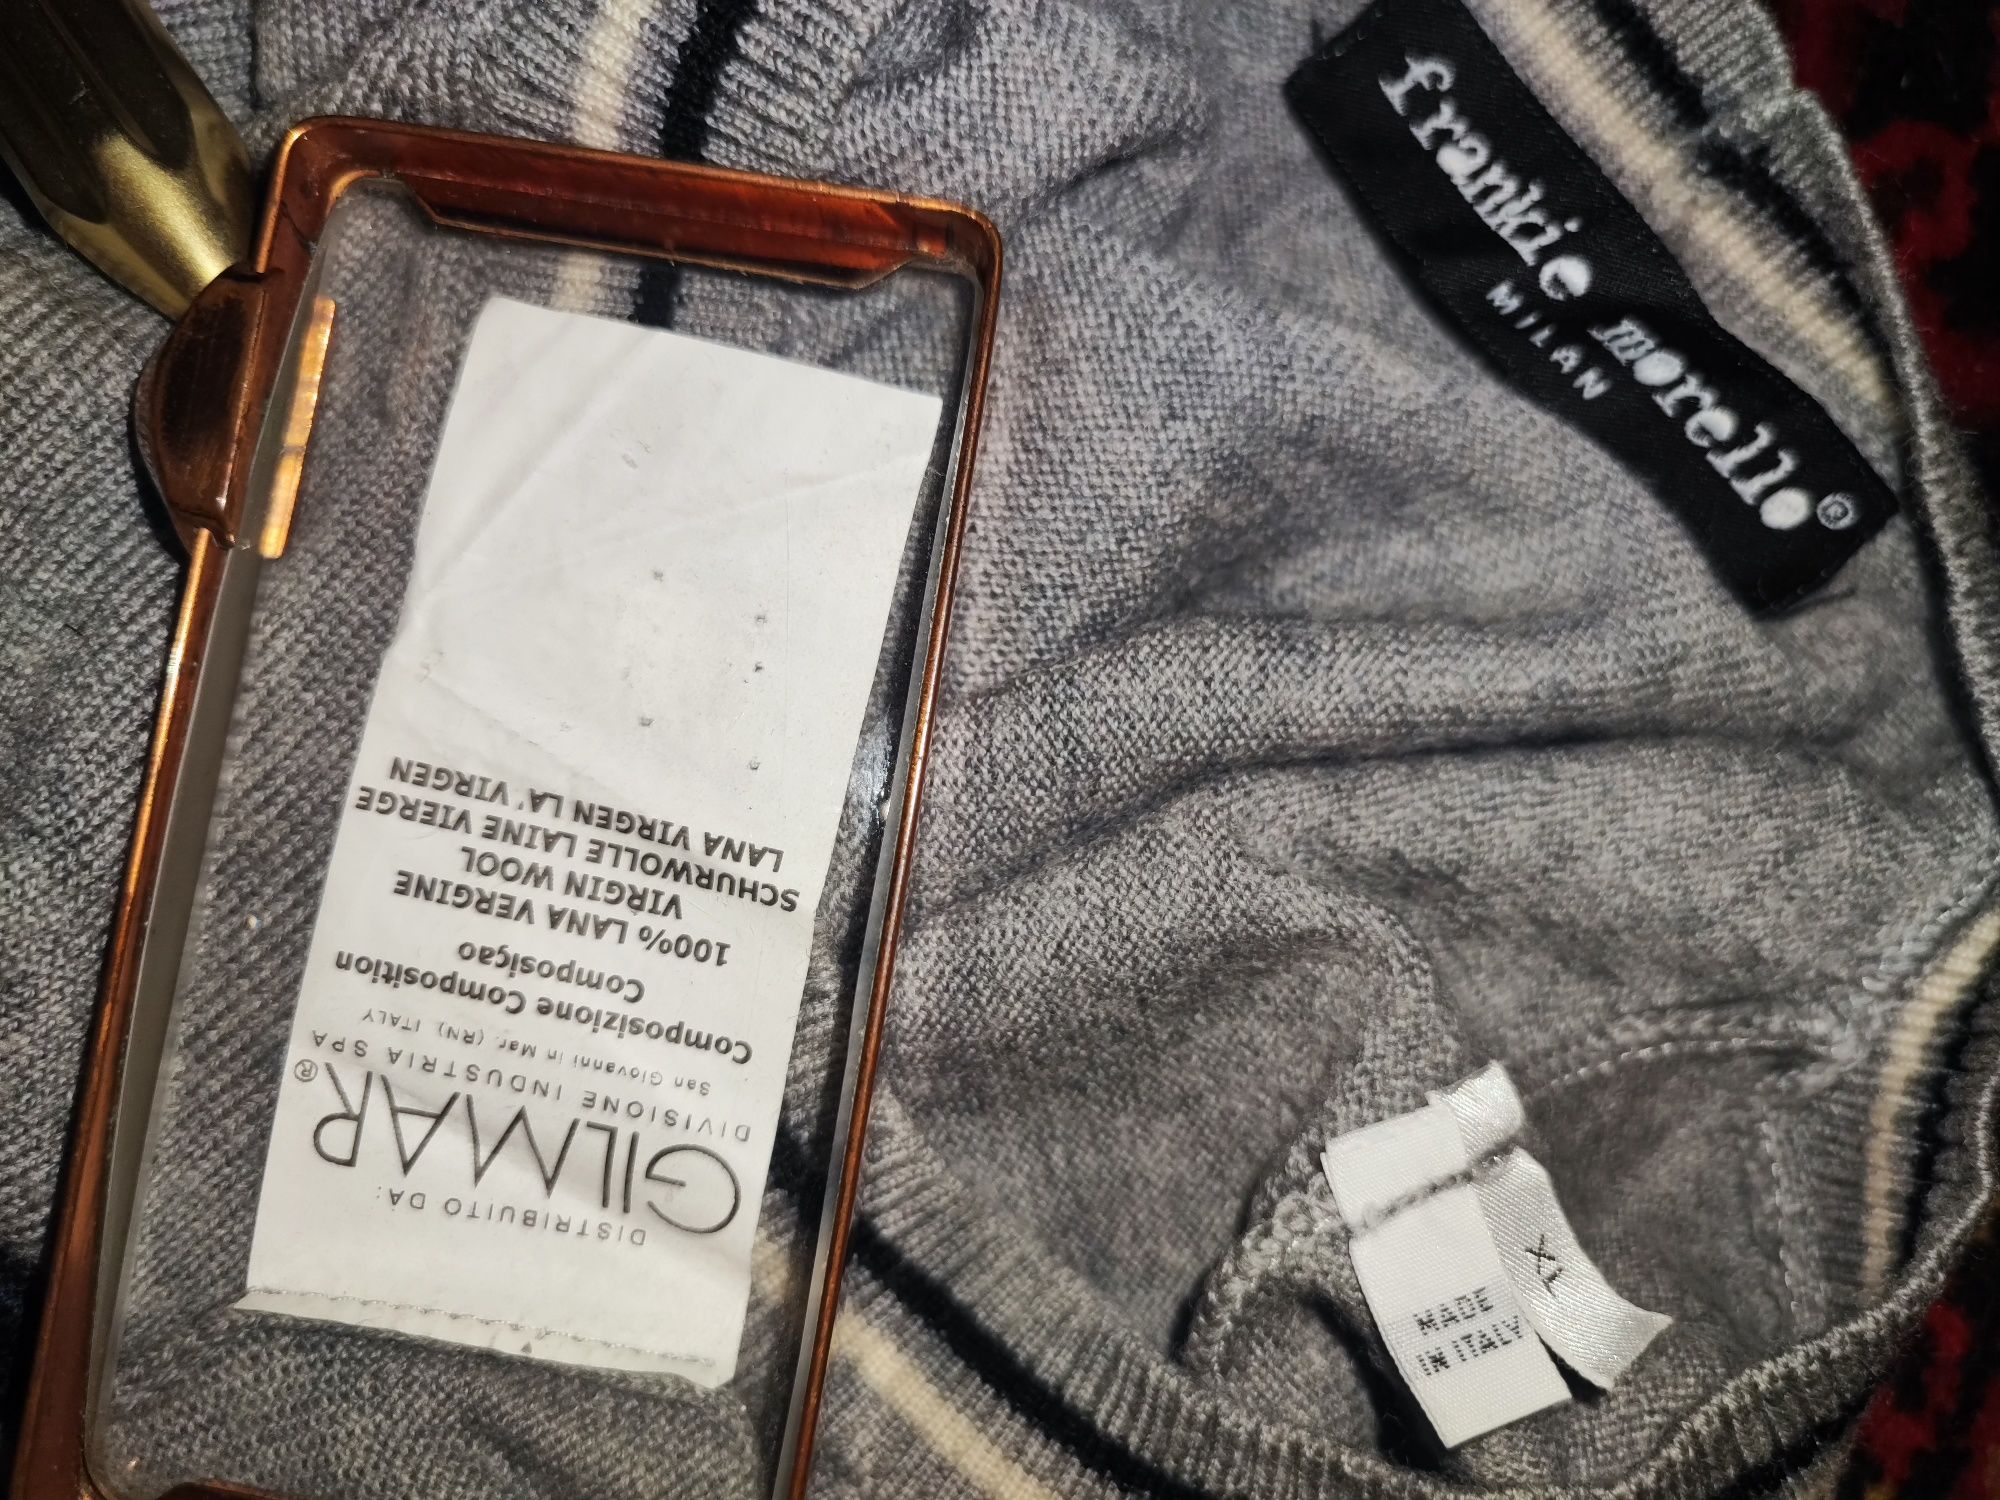 frankie morello®
MILAN
DISTRIBUITO DA:
GILMAR®
DIVISIONE INDUSTRIA SPA
San Giovanni in Mar. (RN), ITALY
Composizione Composition
Composiçao
100% LANA VERGINE
VIRGIN WOOL
SCHURWOLLE LAINE VIERGE
LANA VIRGEN LA' VIRGEN
XL
MADE
IN ITALY